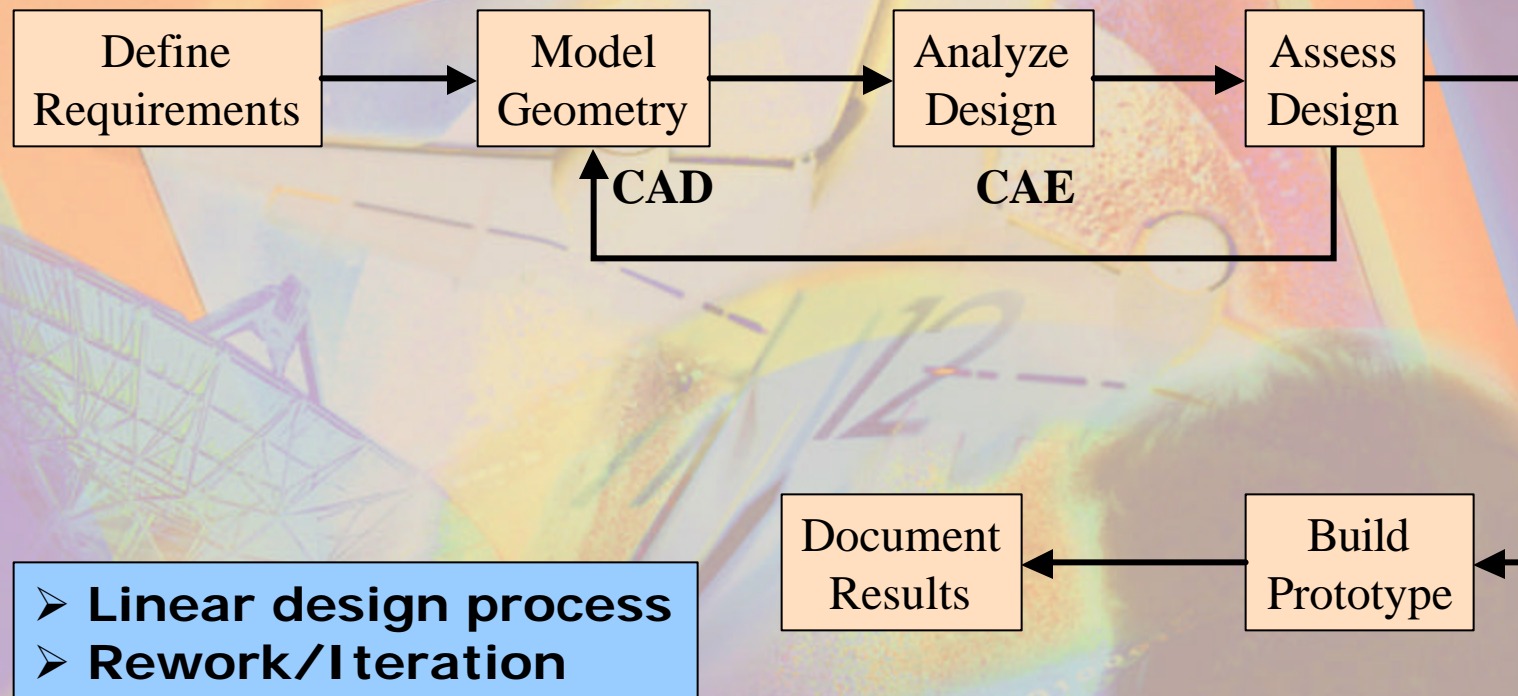 Define
Requirements
Model
Geometry
Analyze
Design
Assess
Design
CAD
CAE
12
Document
Results
Build
Prototype
➢ Linear design process
➢ Rework/Iteration